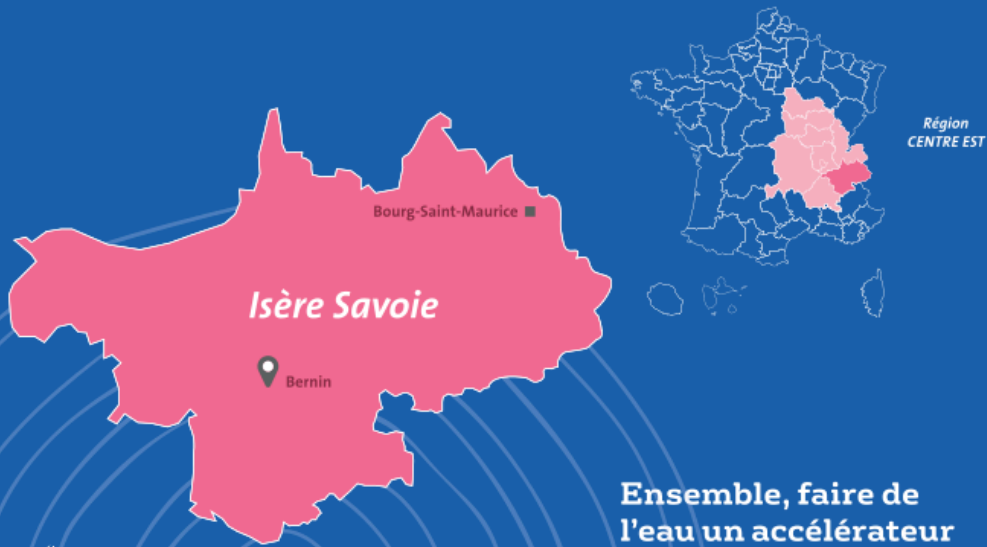 Région
CENTRE EST
Bourg-Saint-Maurice
Isère Savoie
Bernin
Ensemble, faire de
l'eau un accélérateur